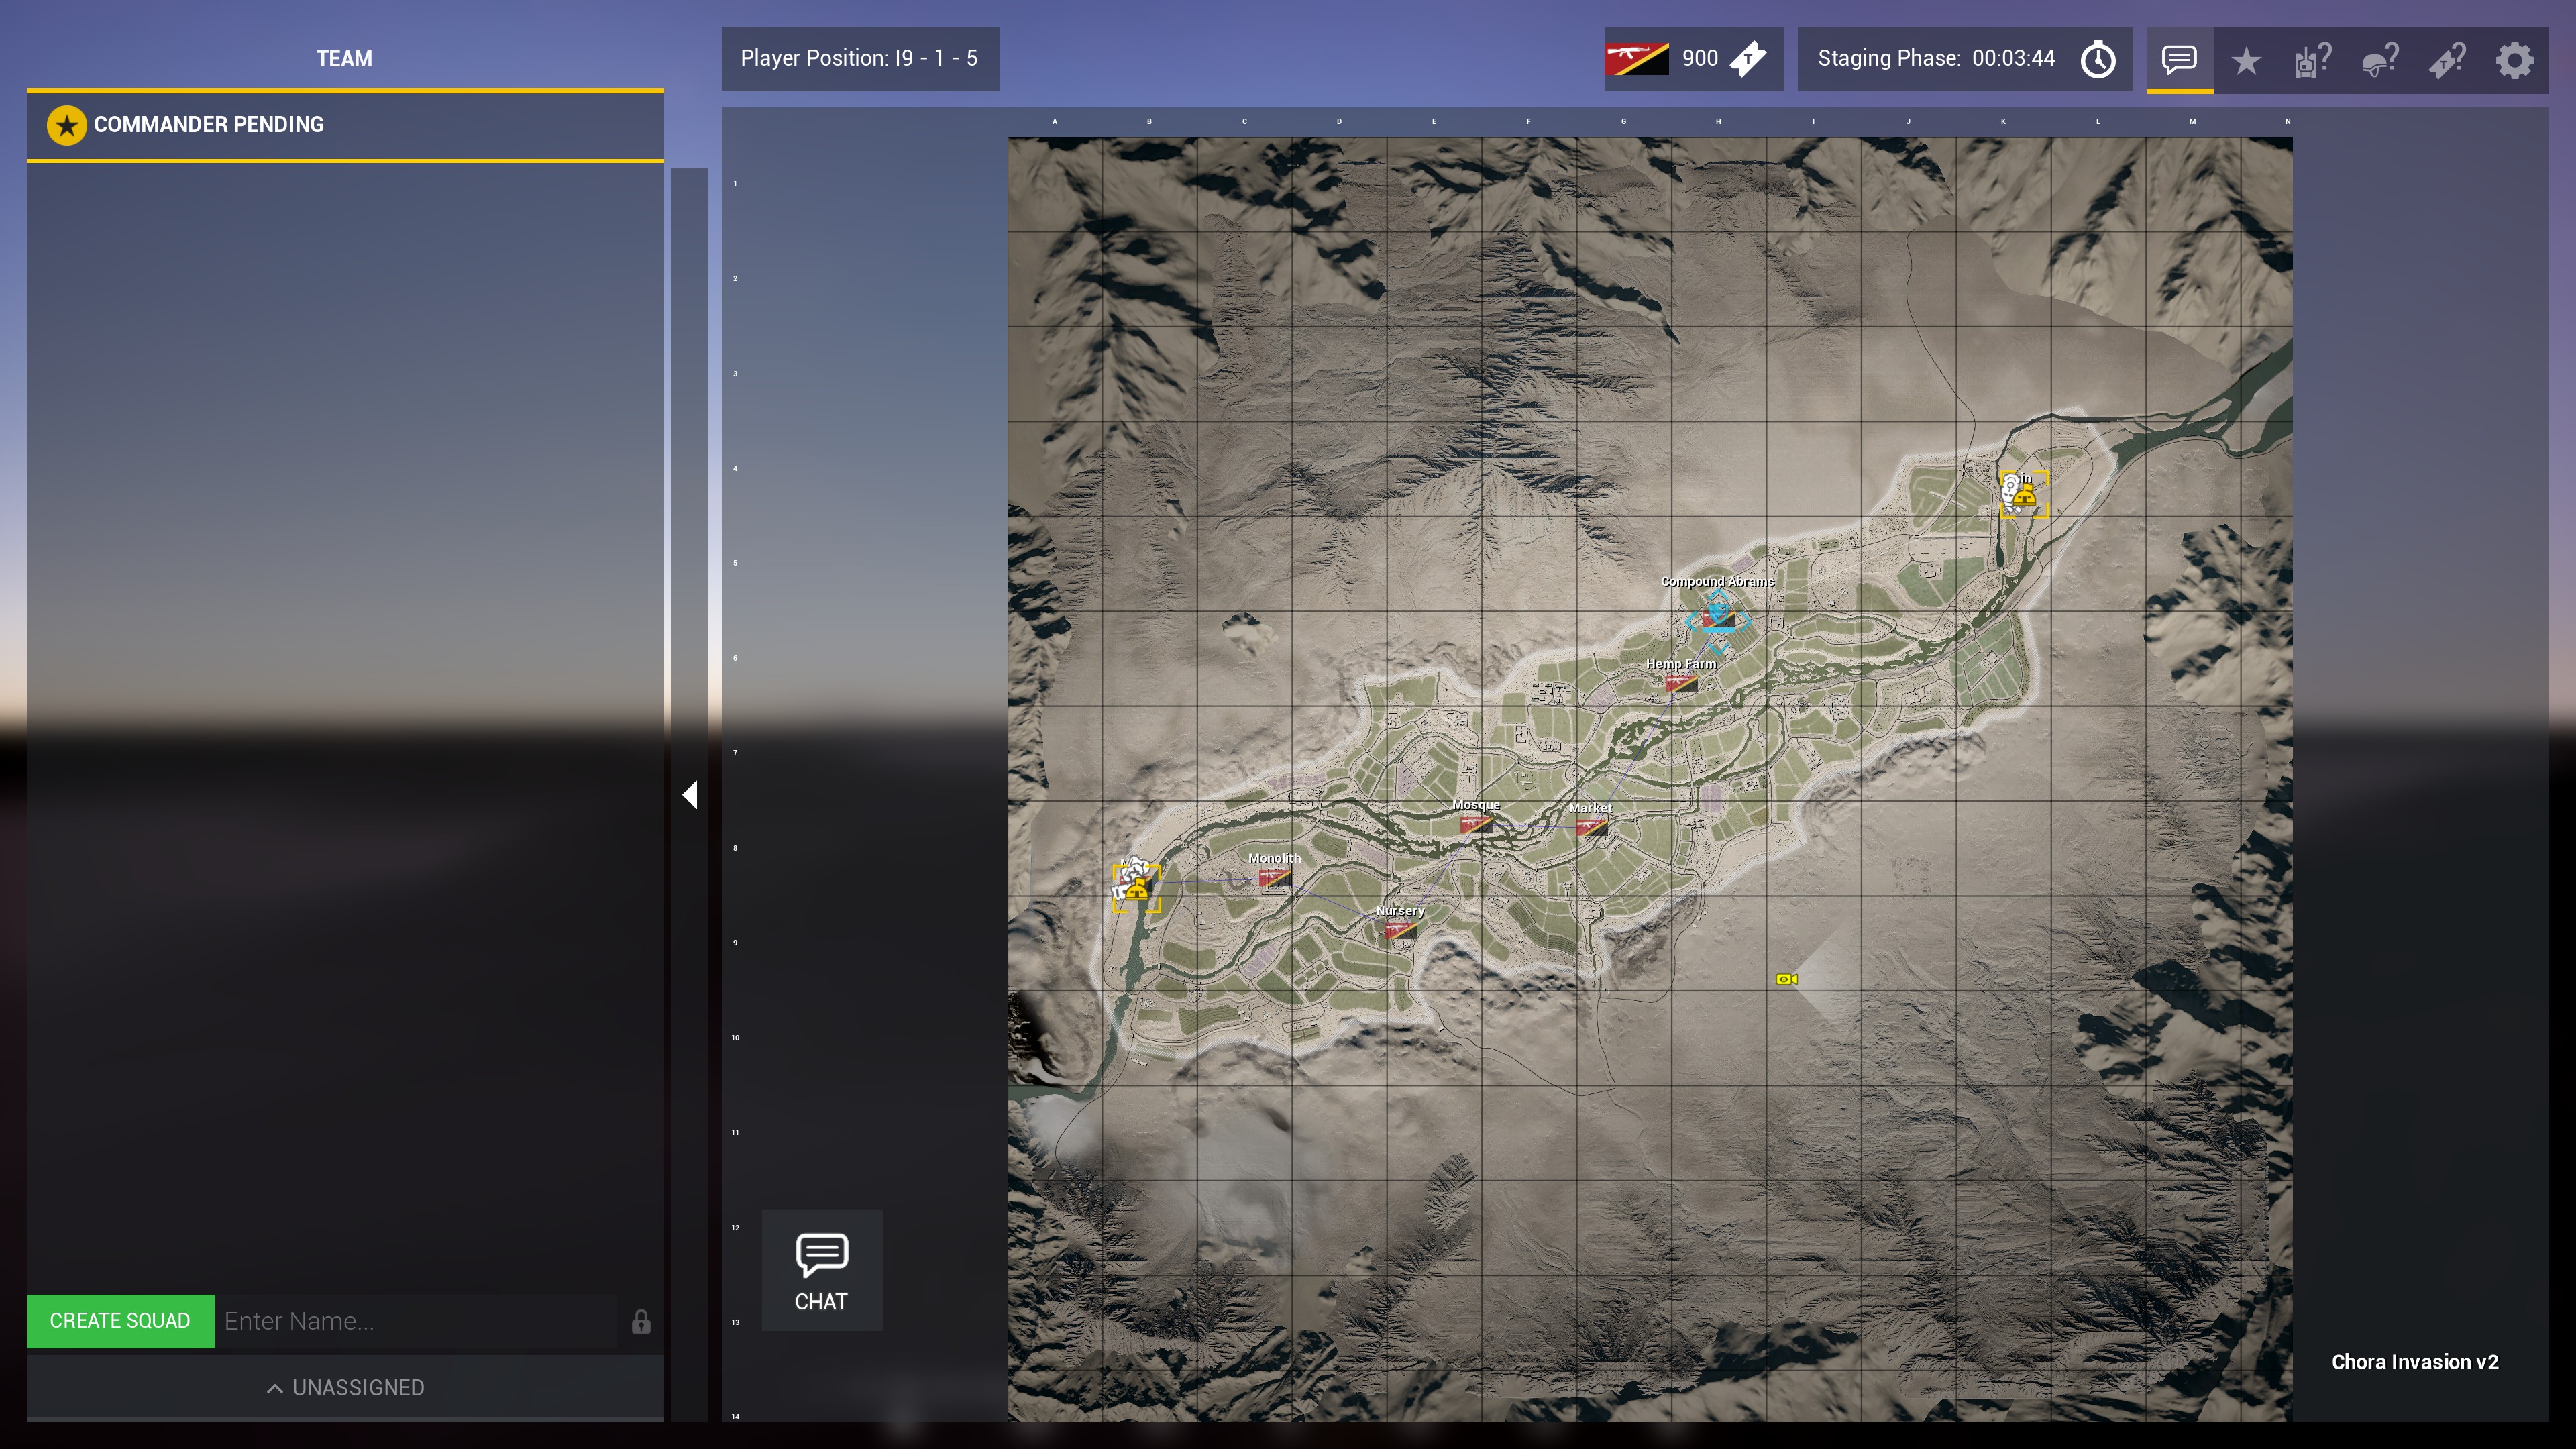 TEAM
Player Position: I9 - 1 - 5
900
Staging Phase: 00:03:44
COMMANDER PENDING
A B C D E F G H I J K L M N
1
2
3
4
5
Compound Abrams
6
Hemp Farm
7
Mosque
Market
8
Monolith
Nursery
9
10
11
12
CHAT
13
CREATE SQUAD
Enter Name...
Chora Invasion v2
UNASSIGNED
14